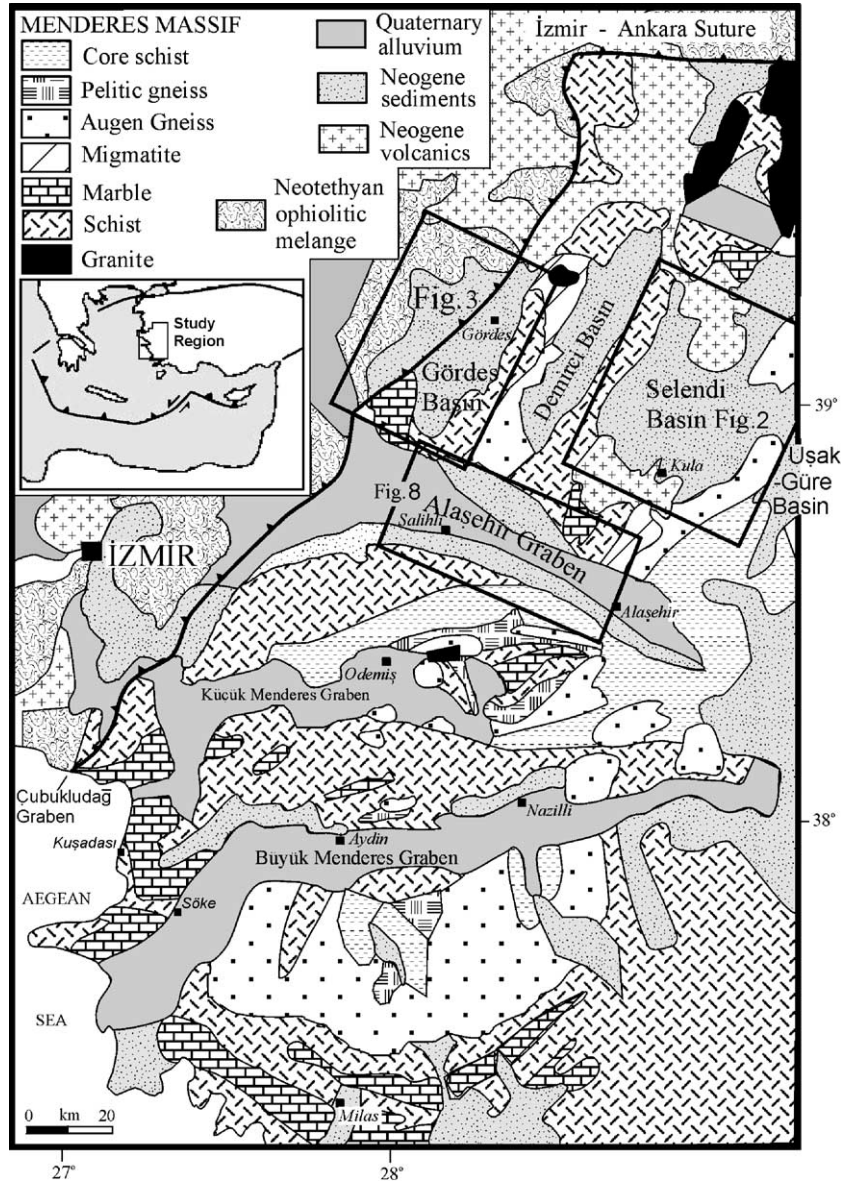 MENDERES MASSIF
Core schist
Pelitic gneiss
Augen Gneiss
Migmatite
Marble
Schist
Granite
Quaternary
alluvium
Neogene
sediments
Neogene
volcanics
Neotethyan
ophiolitic
melange
İzmir - Ankara Suture
Study
Region
Fig.3
Gördes
Gördes
Basin
Demirci Basin
Selendi
Basin Fig.2
Kula
39°
Uşak
-Güre
Basin
Fig.8
Salihli
Alaşehir Graben
Alaşehir
İZMİR
Odemiş
Küçük Menderes Graben
Çubukludağ
Graben
Kuşadası
Nazilli
38°
Aydin
Büyük Menderes Graben
AEGEAN
Söke
SEA
0 km 20
Milas
27°
28°